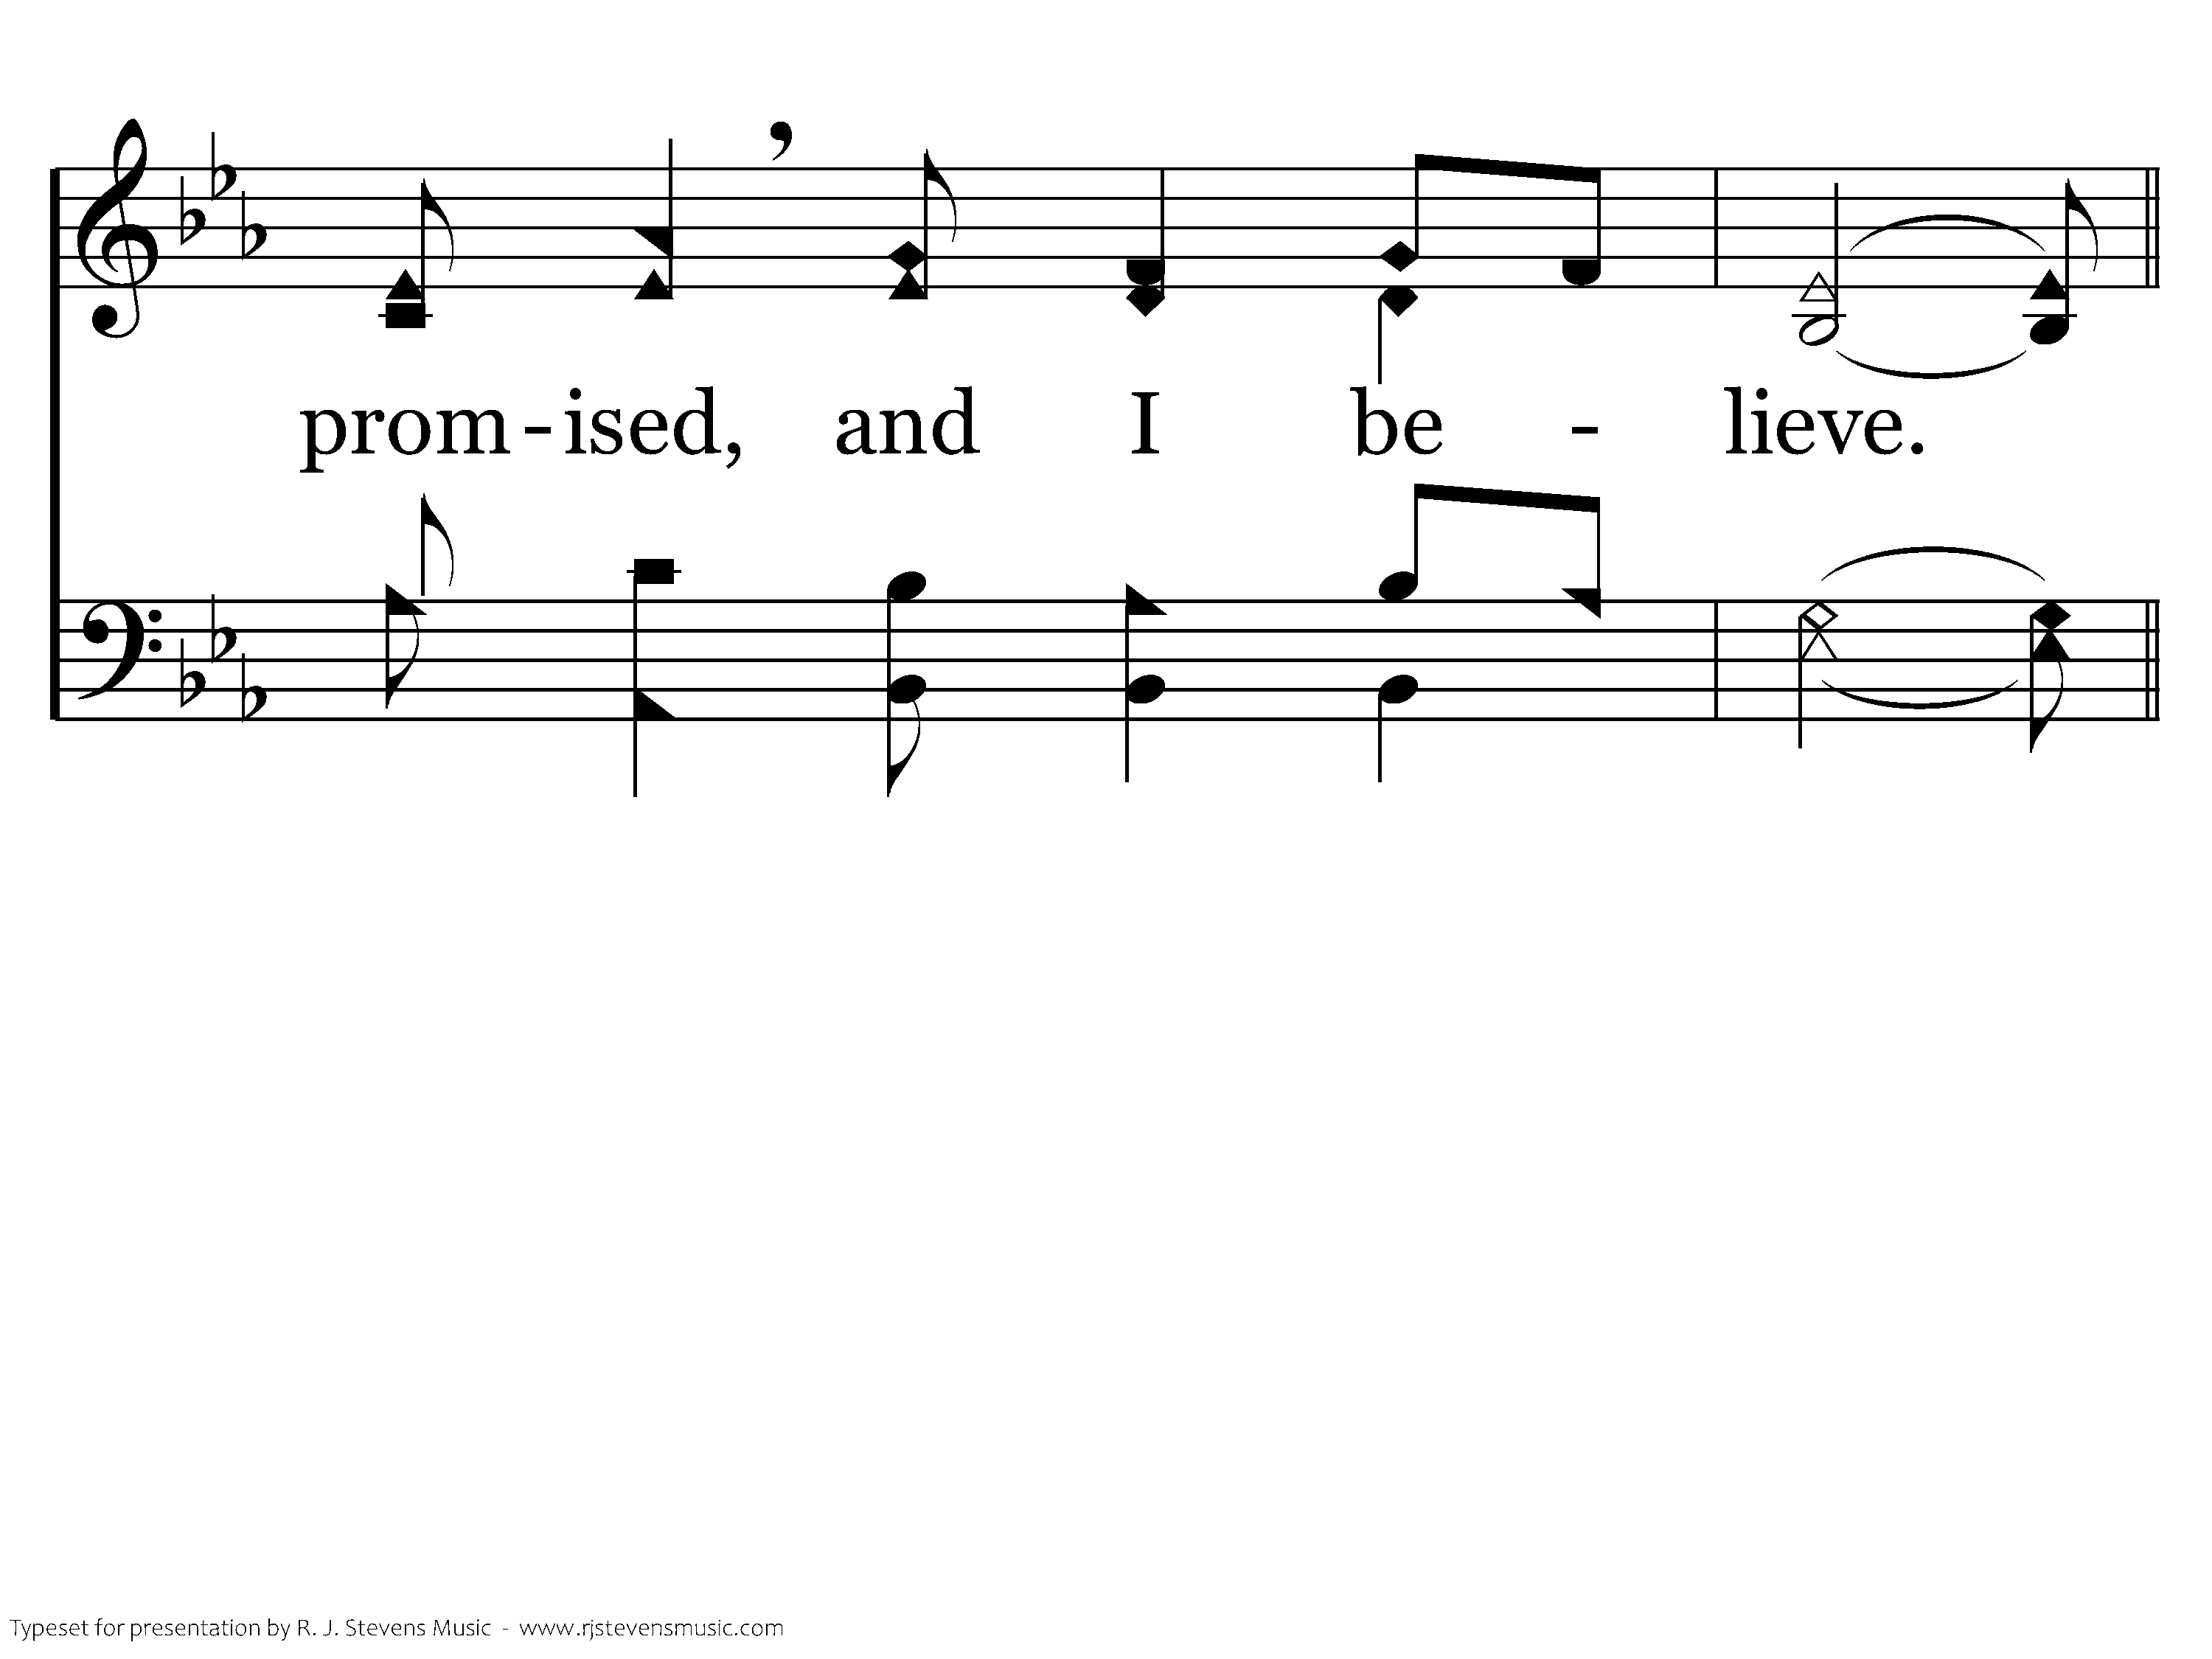 prom-ised, and I be - lieve.
Typeset for presentation by R. J. Stevens Music - www.rjstevensmusic.com